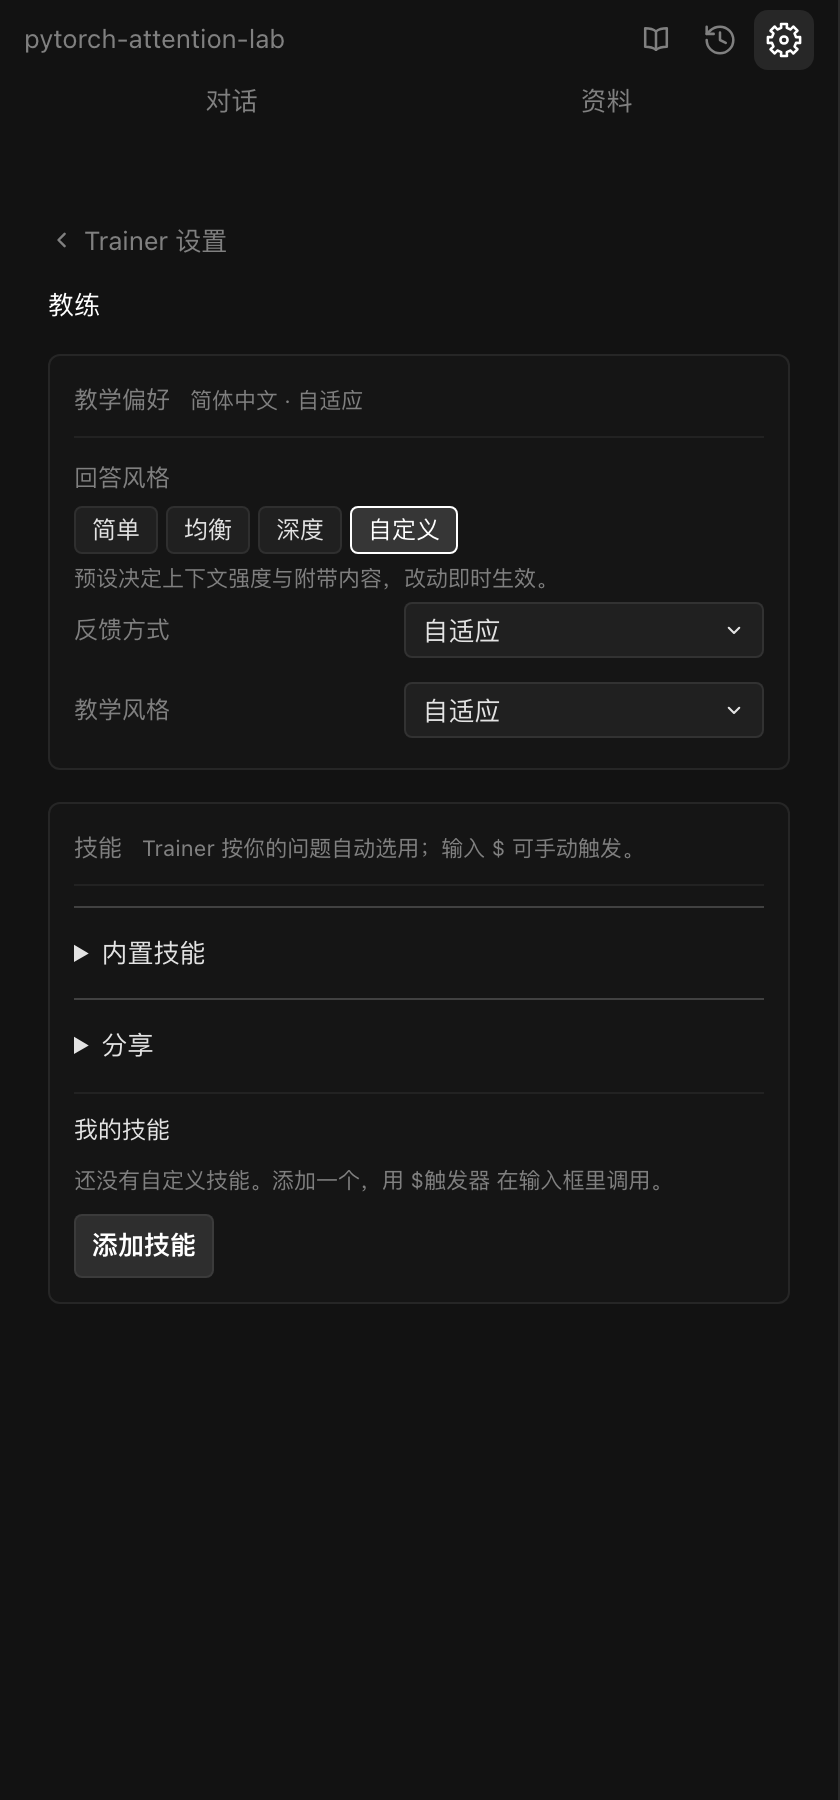 pytorch-attention-lab
对话 资料
Trainer 设置
教练
教学偏好 简体中文 · 自适应
回答风格
简单 均衡 深度 自定义
预设决定上下文强度与附带内容，改动即时生效。
反馈方式 自适应
教学风格 自适应
技能 Trainer 按你的问题自动选用；输入 $ 可手动触发。
内置技能
分享
我的技能
还没有自定义技能。添加一个，用 $触发器 在输入框里调用。
添加技能